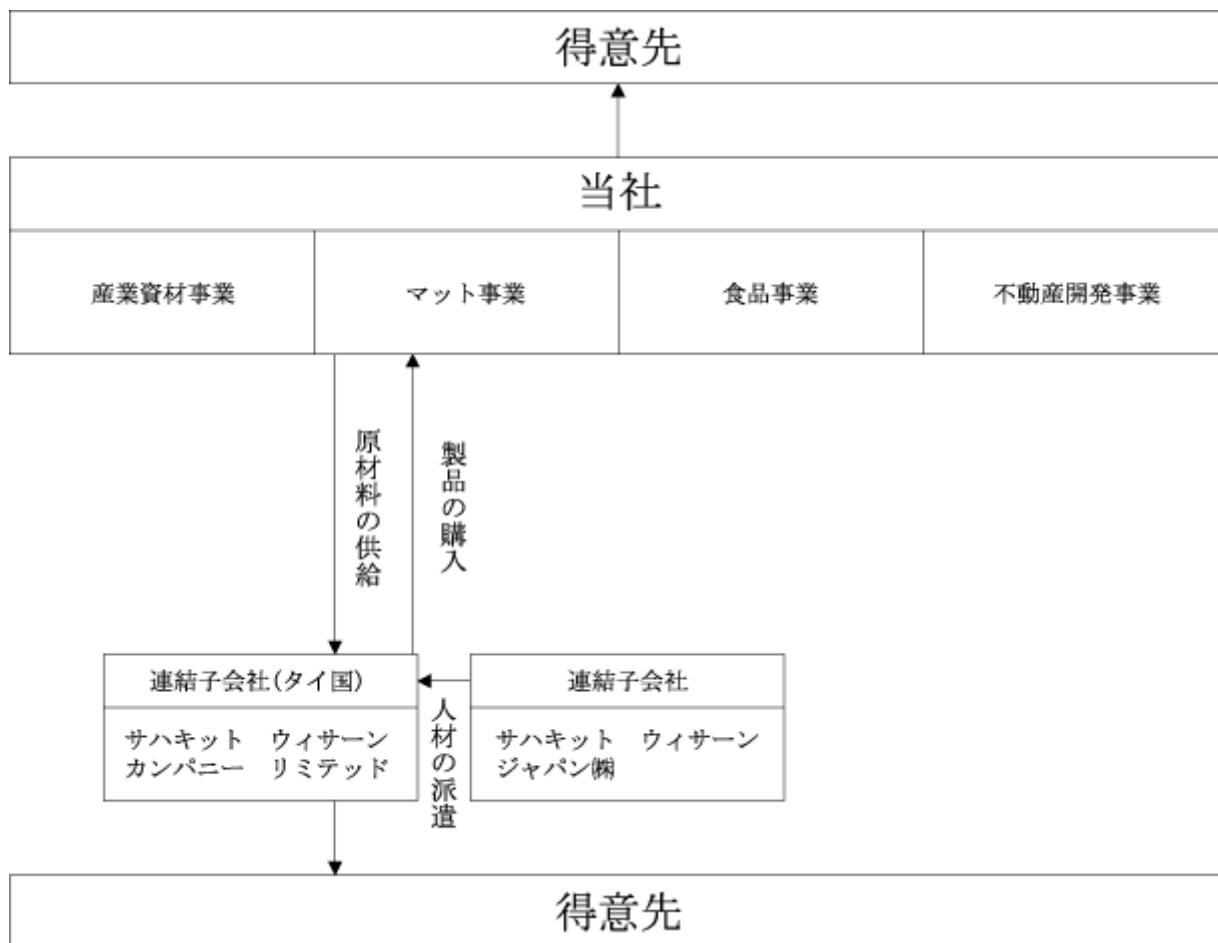 得意先
当社
産業資材事業
マット事業
食品事業
不動産開発事業
原材料の供給
製品の購入
連結子会社(タイ国)
サハキット　ウィサーン
カンパニー　リミテッド
人材の派遣
連結子会社
サハキット　ウィサーン
ジャパン㈱
得意先